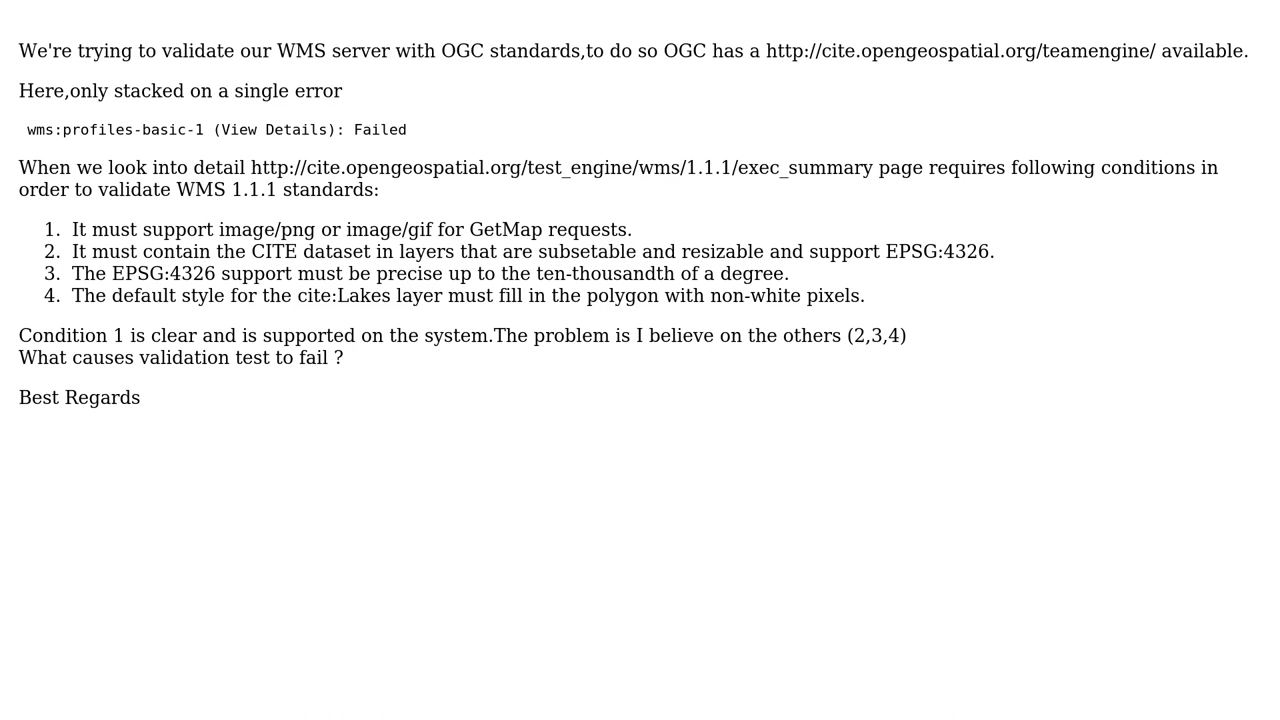 We're trying to validate our WMS server with OGC standards,to do so OGC has a http://cite.opengeospatial.org/teamengine/ available.
Here,only stacked on a single error
wms:profiles-basic-1 (View Details): Failed
When we look into detail http://cite.opengeospatial.org/test_engine/wms/1.1.1/exec_summary page requires following conditions in
order to validate WMS 1.1.1 standards:
1. It must support image/png or image/gif for GetMap requests.
2. It must contain the CITE dataset in layers that are subsetable and resizable and support EPSG:4326.
3. The EPSG:4326 support must be precise up to the ten-thousandth of a degree.
4. The default style for the cite:Lakes layer must fill in the polygon with non-white pixels.
Condition 1 is clear and is supported on the system.The problem is I believe on the others (2,3,4)
What causes validation test to fail ?
Best Regards